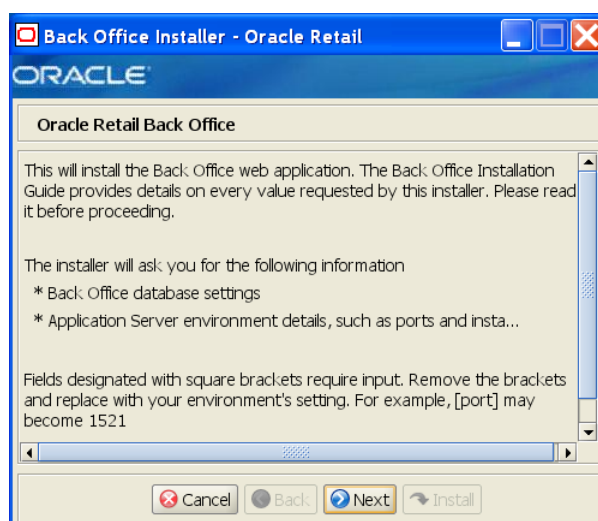 Back Office Installer - Oracle Retail
ORACLE
Oracle Retail Back Office
This will install the Back Office web application. The Back Office Installation
Guide provides details on every value requested by this installer. Please read
it before proceeding.
The installer will ask you for the following information
* Back Office database settings
* Application Server environment details, such as ports and insta...
Fields designated with square brackets require input. Remove the brackets
and replace with your environment's setting. For example, [port] may
become 1521
Cancel Back Next Install